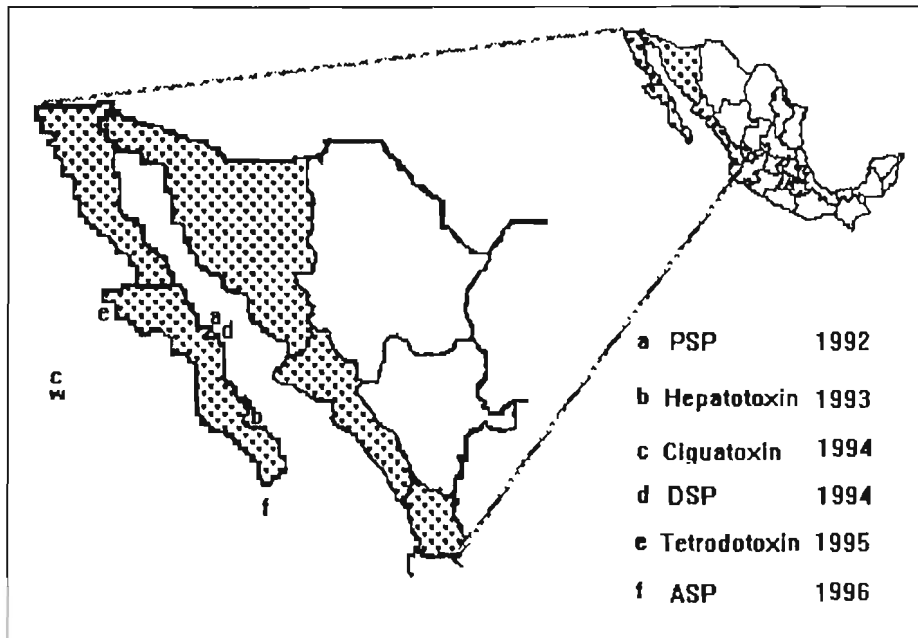 e
a
d
c
w
b
f
a PSP 1992
b Hepatotoxin 1993
c Ciguatoxin 1994
d DSP 1994
e Tetrodotoxin 1995
f ASP 1996